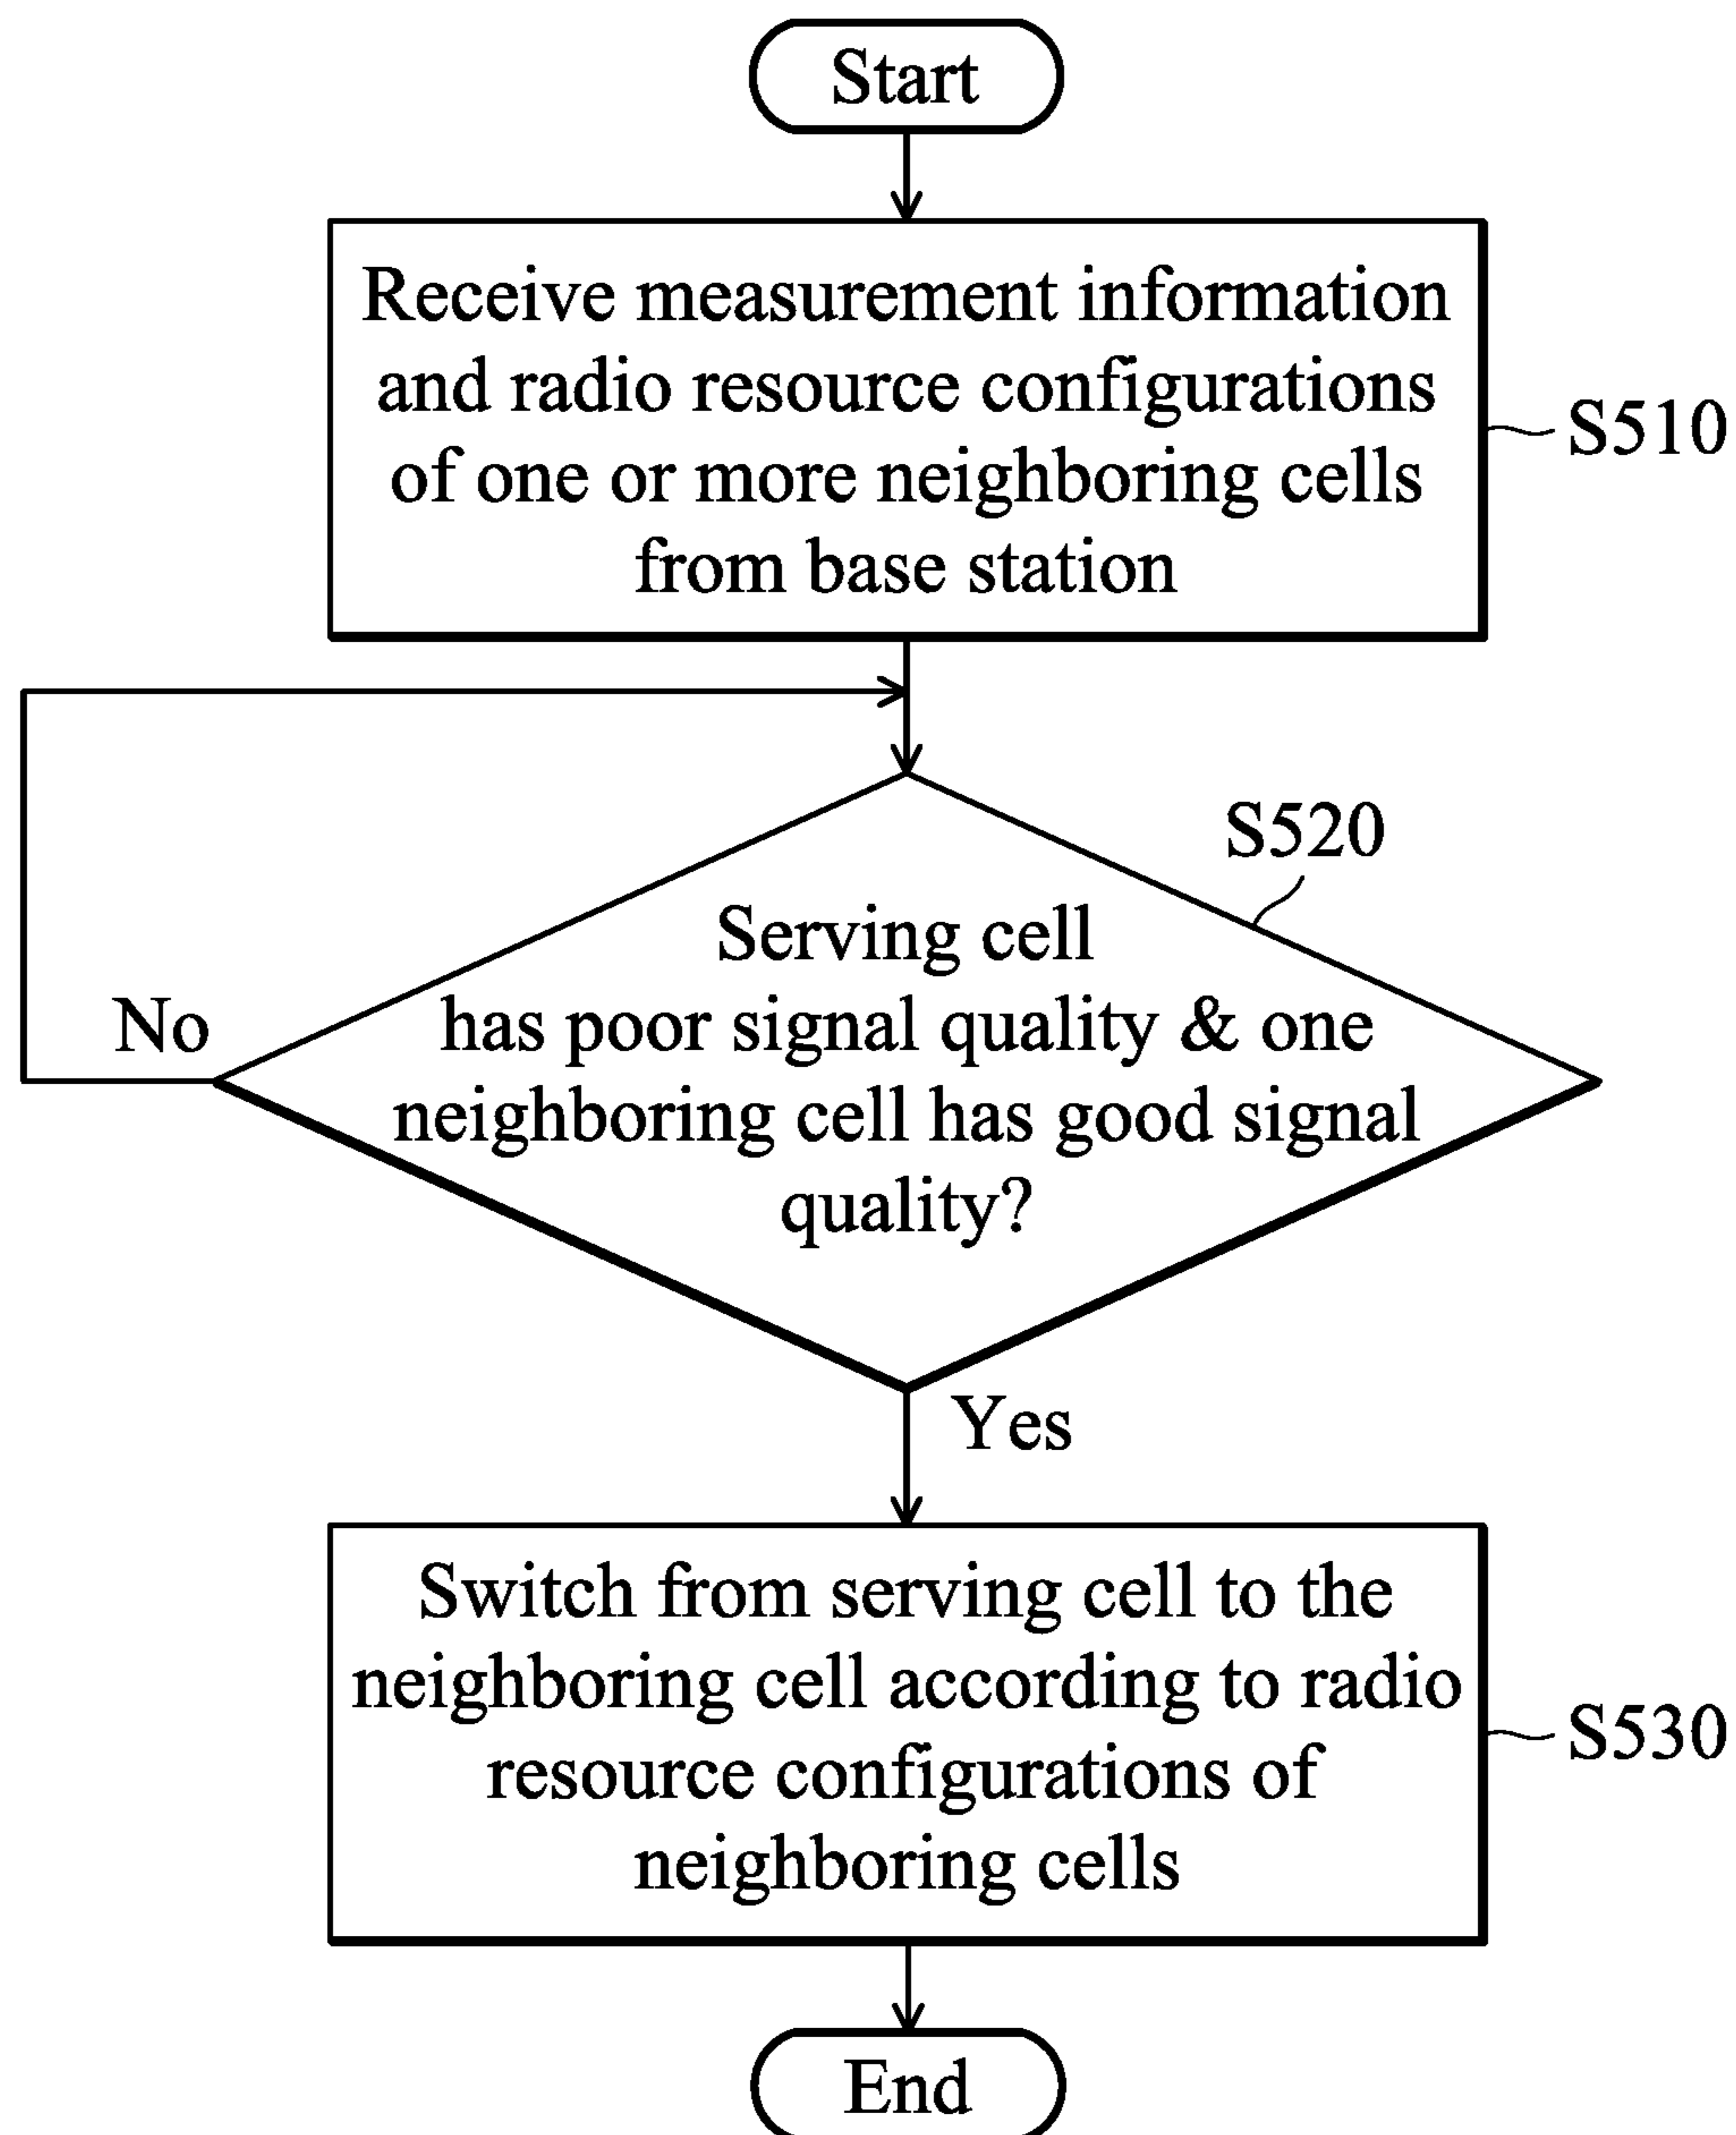 Start
Receive measurement information
and radio resource configurations
of one or more neighboring cells
from base station
S510
S520
Serving cell
has poor signal quality & one
neighboring cell has good signal
quality?
No
Yes
Switch from serving cell to the
neighboring cell according to radio
resource configurations of
neighboring cells
S530
End